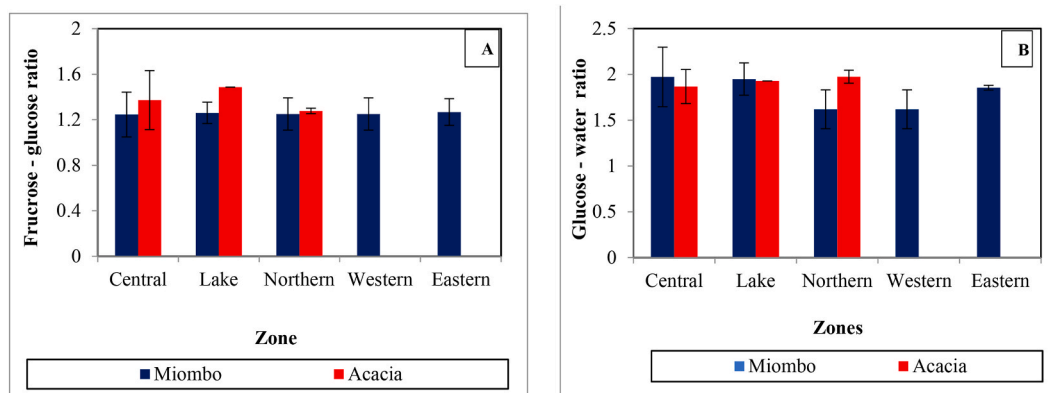 A
Frucrose - glucose ratio
2
1.6
1.2
0.8
0.4
0
Central Lake Northern Western Eastern
Zone
Miombo Acacia
B
Glucose - water ratio
2.5
2
1.5
1
0.5
0
Central Lake Northern Western Eastern
Zones
Miombo Acacia